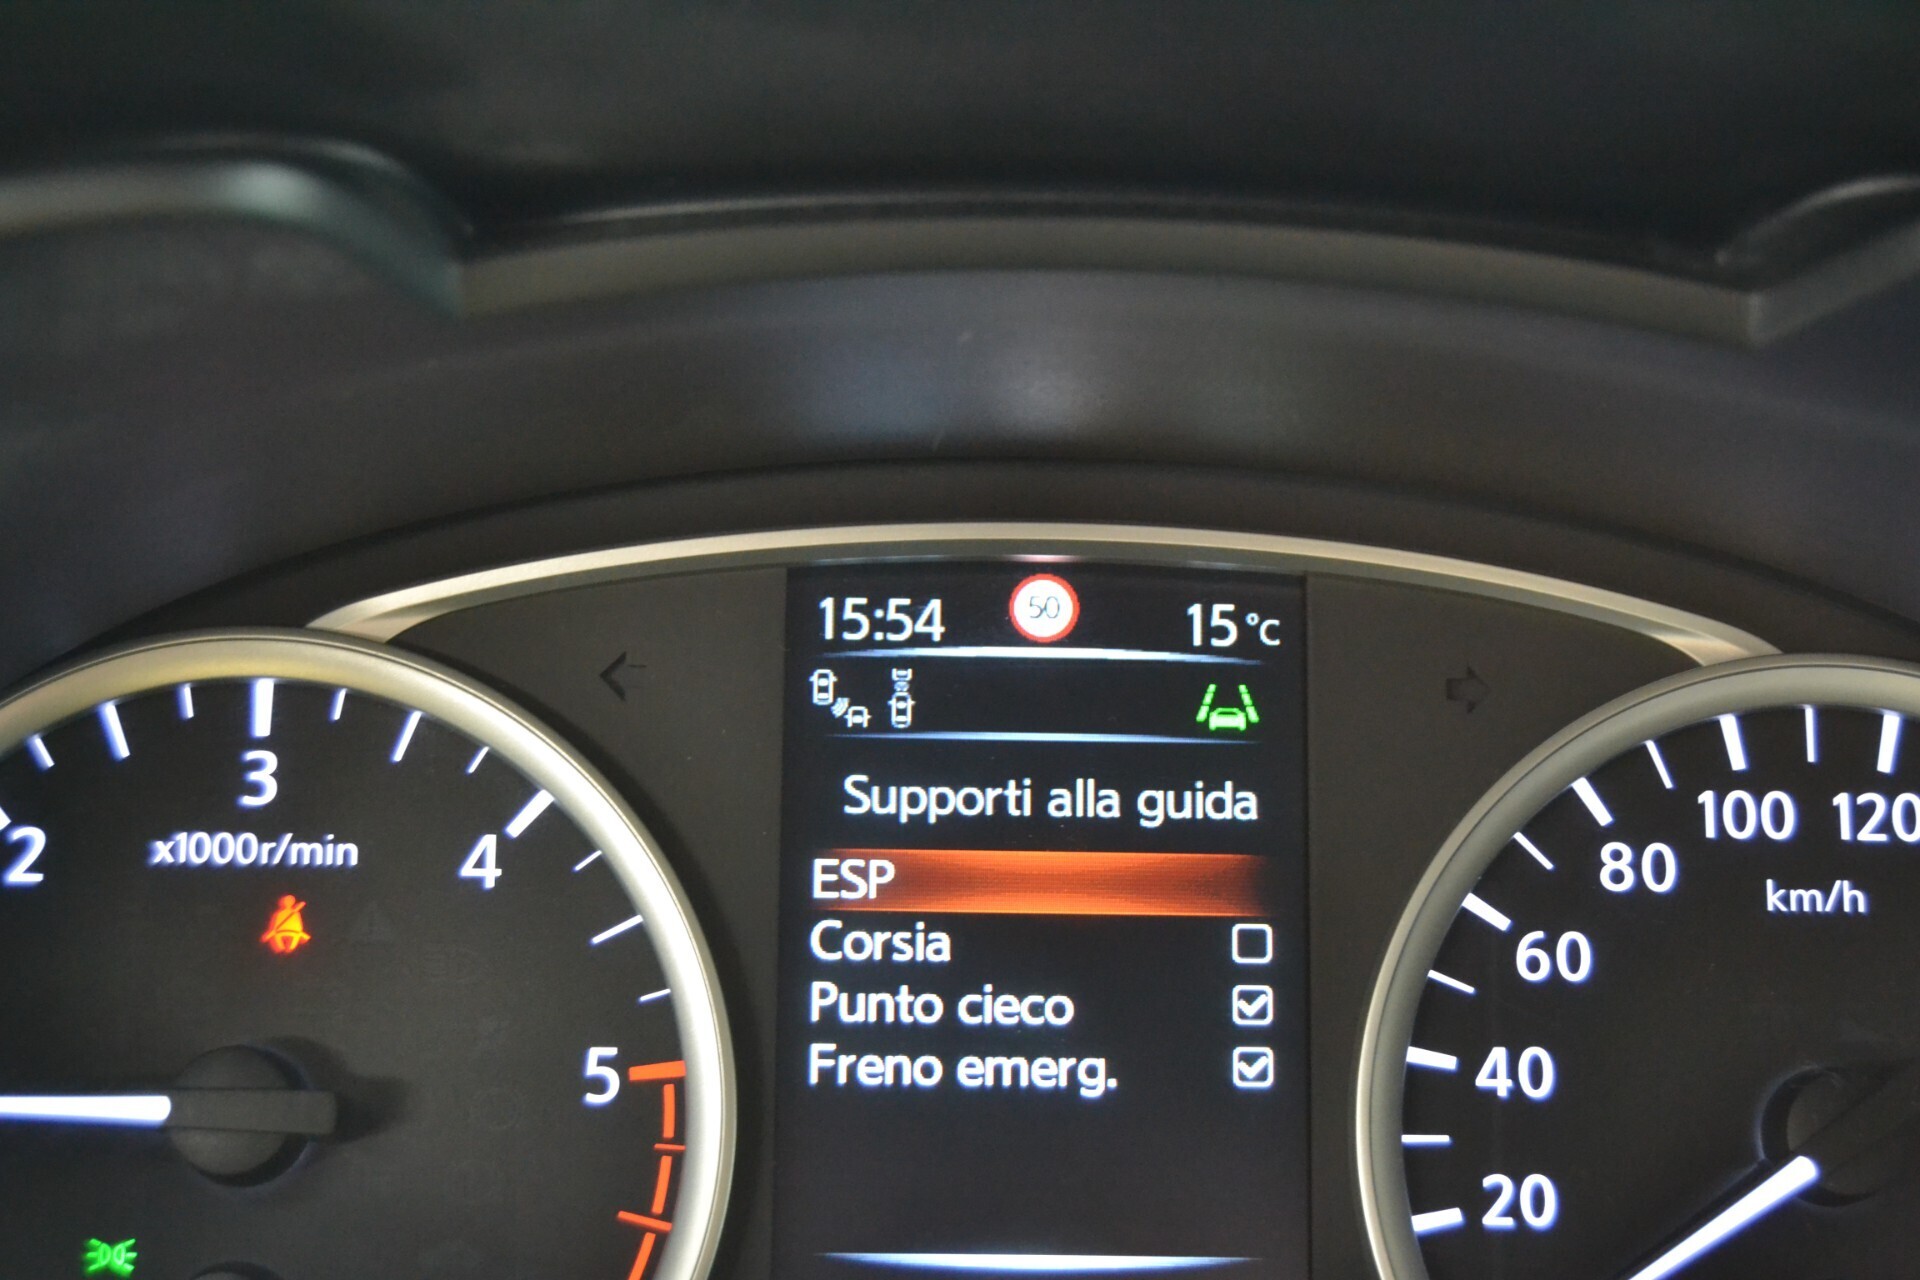 15:54 50 15°C
Supporti alla guida
ESP
Corsia
Punto cieco
Freno emerg.
2 3 4 5
x1000r/min
20 40 60 80 100 120
km/h